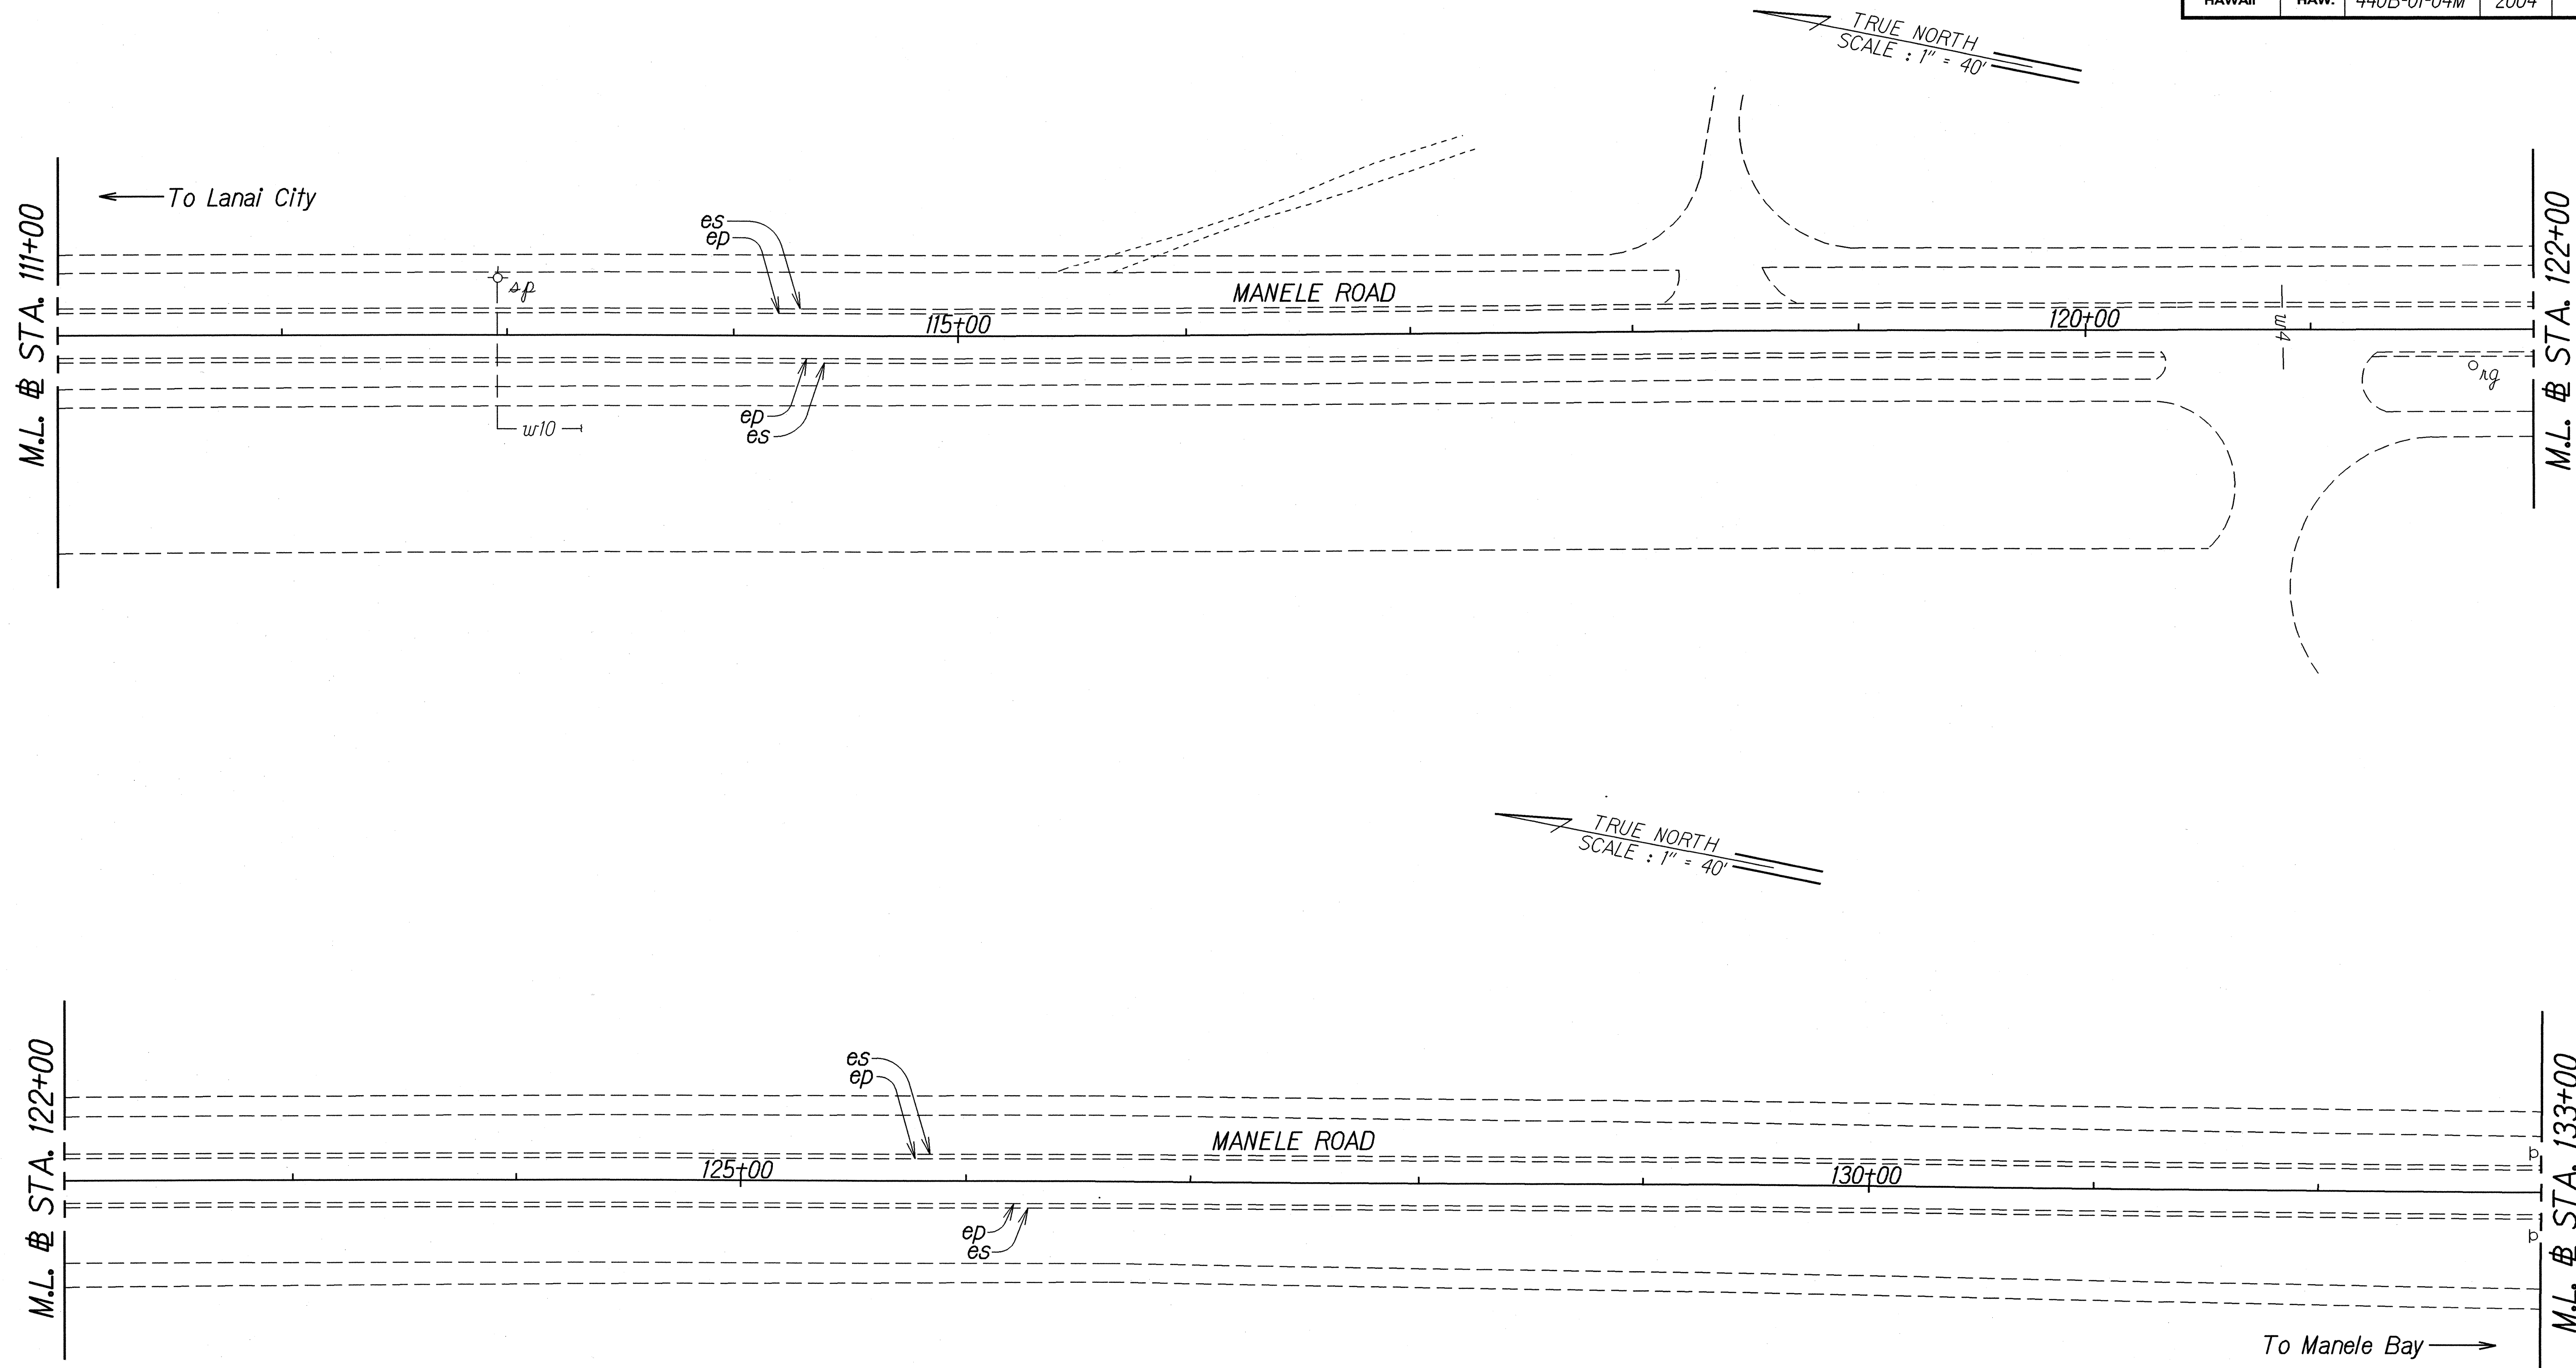 HAWAII HAW. 440B-01-04M 2004
TRUE NORTH
SCALE : 1" = 40'
To Lanai City
M.L. ⅊ STA. 111+00
es
ep
sp
MANELE ROAD
115+00
120+00
w4
ep
es
w10
rg
M.L. ⅊ STA. 122+00
TRUE NORTH
SCALE : 1" = 40'
M.L. ⅊ STA. 122+00
es
ep
MANELE ROAD
125+00
130+00
ep
es
p
p
M.L. ⅊ STA. 133+00
To Manele Bay